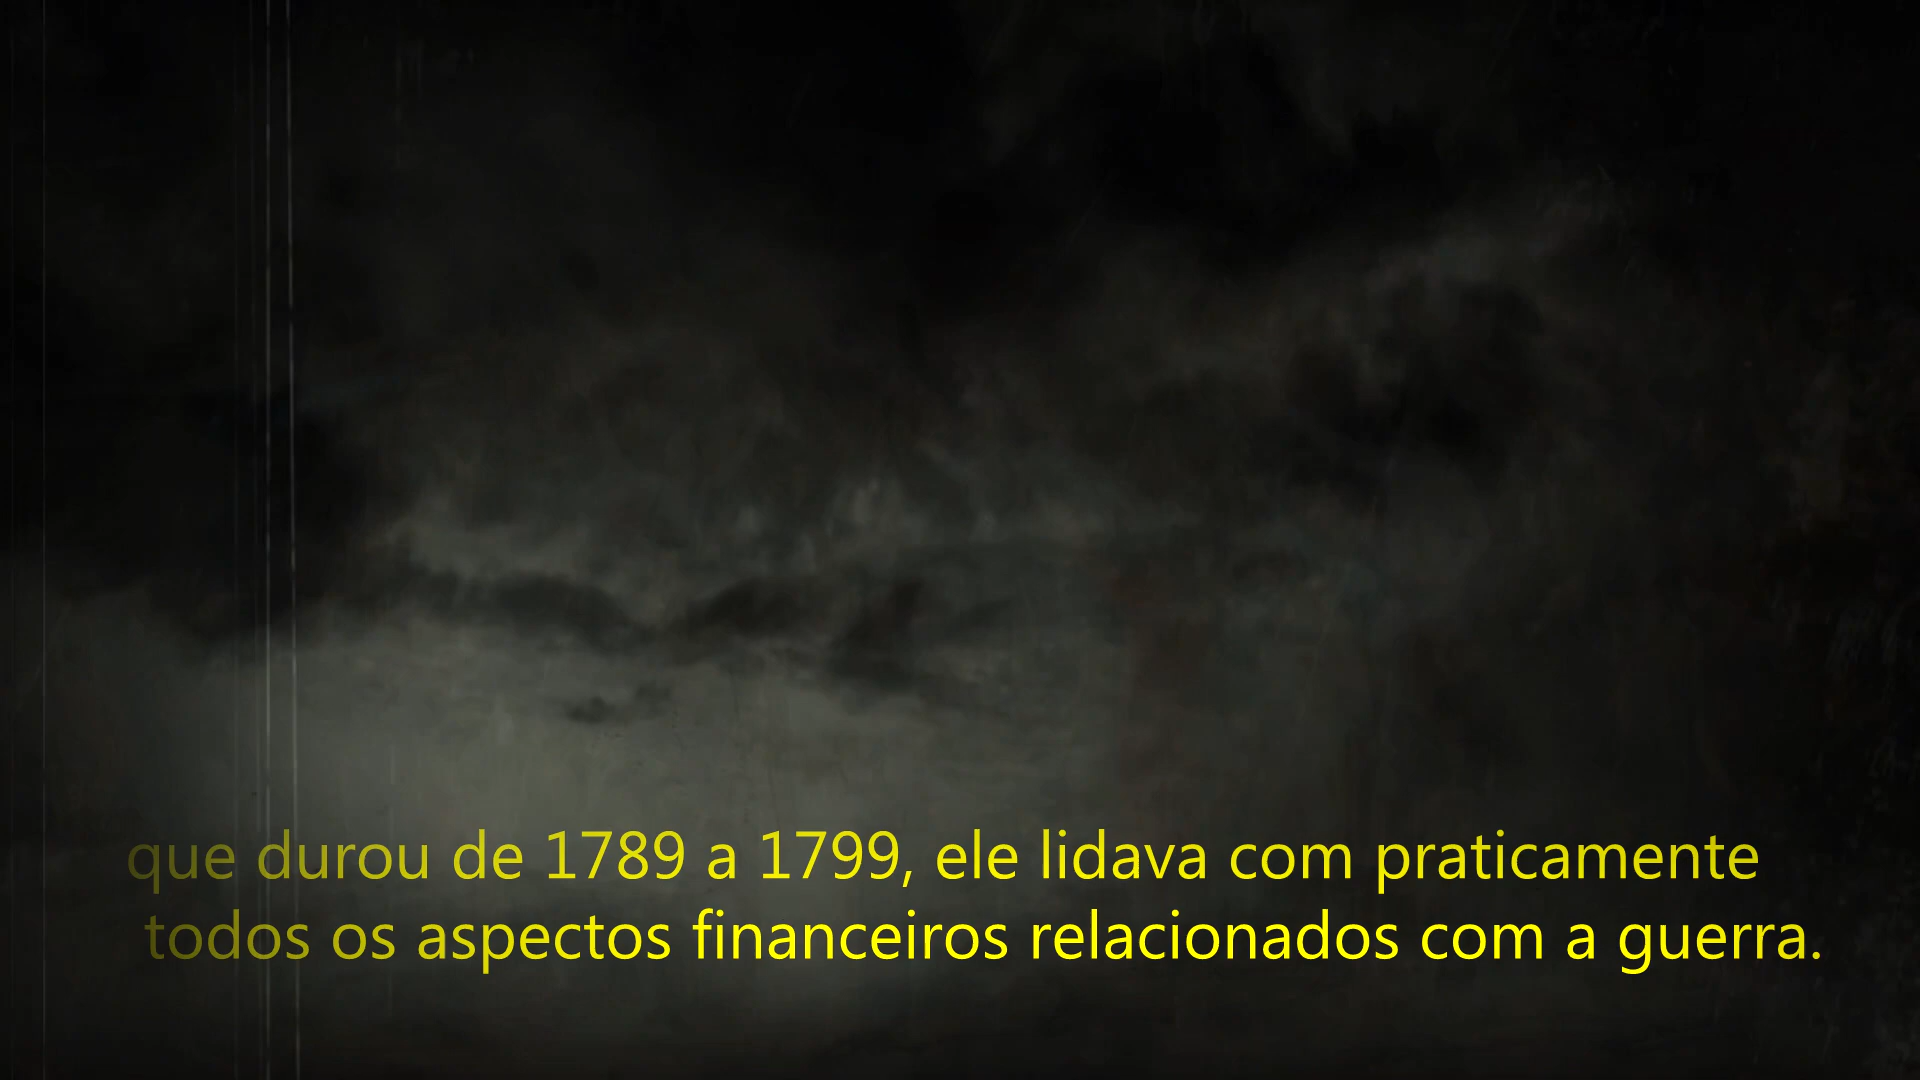 que durou de 1789 a 1799, ele lidava com praticamente
todos os aspectos financeiros relacionados com a guerra.